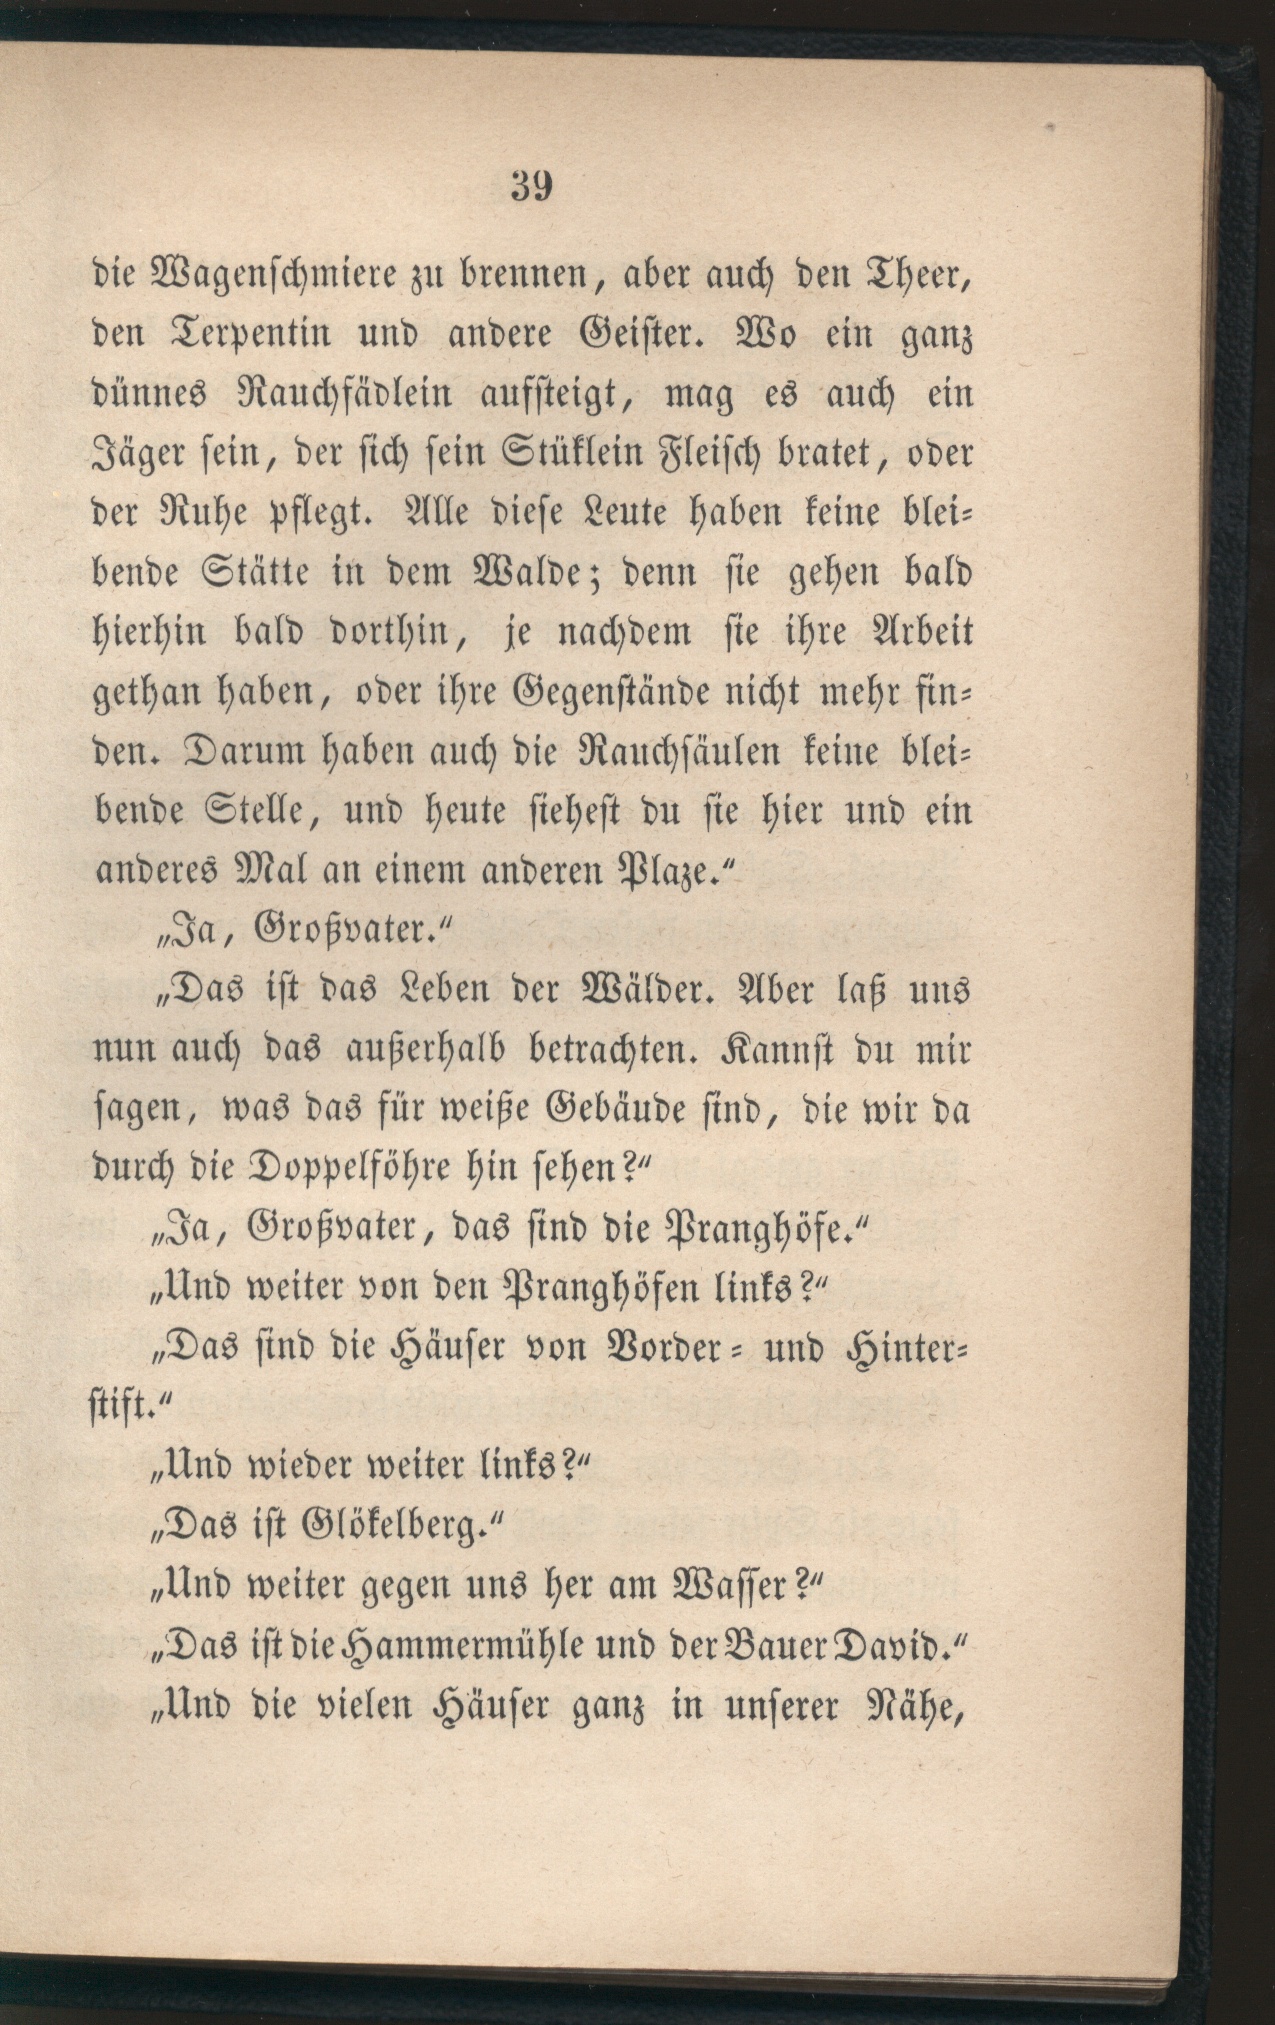 39
die Wagenschmiere zu brennen, aber auch den Theer,
den Terpentin und andere Geister. Wo ein ganz
dünnes Rauchfädlein aufsteigt, mag es auch ein
Jäger sein, der sich sein Stüklein Fleisch bratet, oder
der Ruhe pflegt. Alle diese Leute haben keine blei-
bende Stätte in dem Walde; denn sie gehen bald
hierhin bald dorthin, je nachdem sie ihre Arbeit
gethan haben, oder ihre Gegenstände nicht mehr fin-
den. Darum haben auch die Rauchsäulen keine blei-
bende Stelle, und heute siehest du sie hier und ein
anderes Mal an einem anderen Plaze.“
„Ja, Großvater.“
„Das ist das Leben der Wälder. Aber laß uns
nun auch das außerhalb betrachten. Kannst du mir
sagen, was das für weiße Gebäude sind, die wir da
durch die Doppelföhre hin sehen?“
„Ja, Großvater, das sind die Pranghöfe.“
„Und weiter von den Pranghöfen links?“
„Das sind die Häuser von Vorder- und Hinter-
stift.“
„Und wieder weiter links?“
„Das ist Glökelberg.“
„Und weiter gegen uns her am Wasser?“
„Das ist die Hammermühle und der Bauer David.“
„Und die vielen Häuser ganz in unserer Nähe,